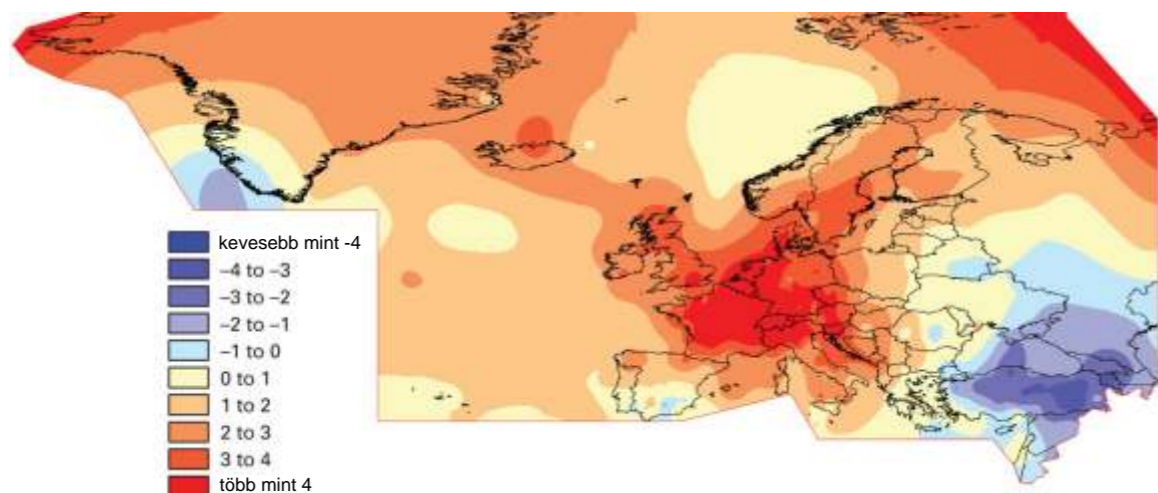 kevesebb mint -4
−4 to −3
−3 to −2
−2 to −1
−1 to 0
0 to 1
1 to 2
2 to 3
3 to 4
több mint 4